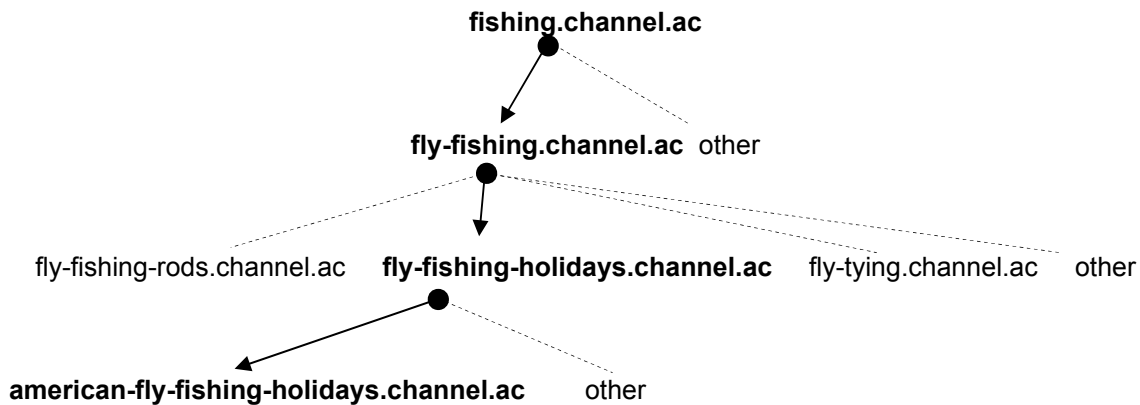 fishing.channel.ac
fly-fishing.channel.ac other
fly-fishing-rods.channel.ac fly-fishing-holidays.channel.ac fly-tying.channel.ac other
american-fly-fishing-holidays.channel.ac other